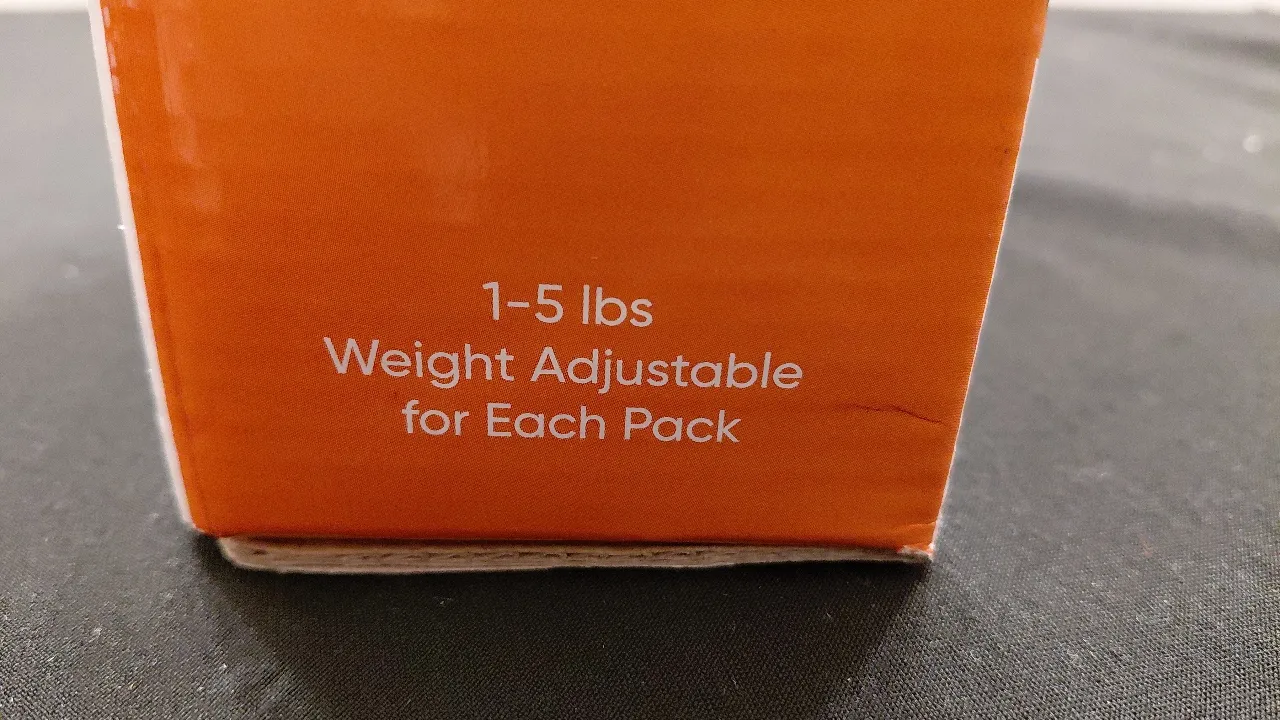 1-5 lbs
Weight Adjustable
for Each Pack